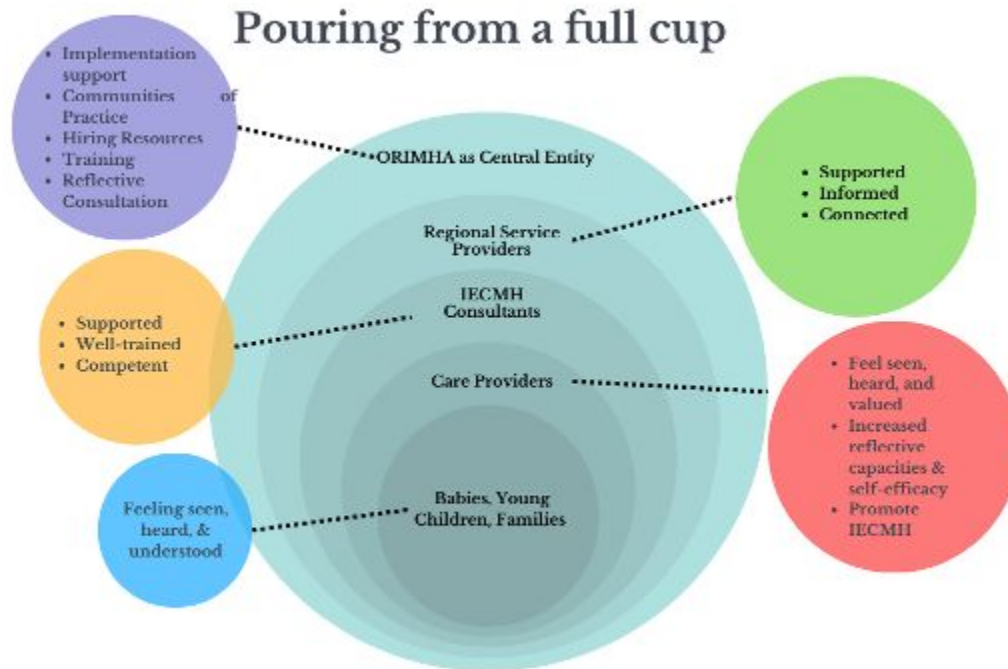 Pouring from a full cup
• Implementation
support
• Communities of
Practice
• Hiring Resources
• Training
• Reflective
Consultation
ORIMHA as Central Entity
• Supported
• Informed
• Connected
Regional Service
Providers
IECMH
Consultants
• Supported
• Well-trained
• Competent
Care Providers
• Feel seen,
heard, and
valued
• Increased
reflective
capacities &
self-efficacy
• Promote
IECMH
Babies, Young
Children, Families
Feeling seen,
heard, &
understood